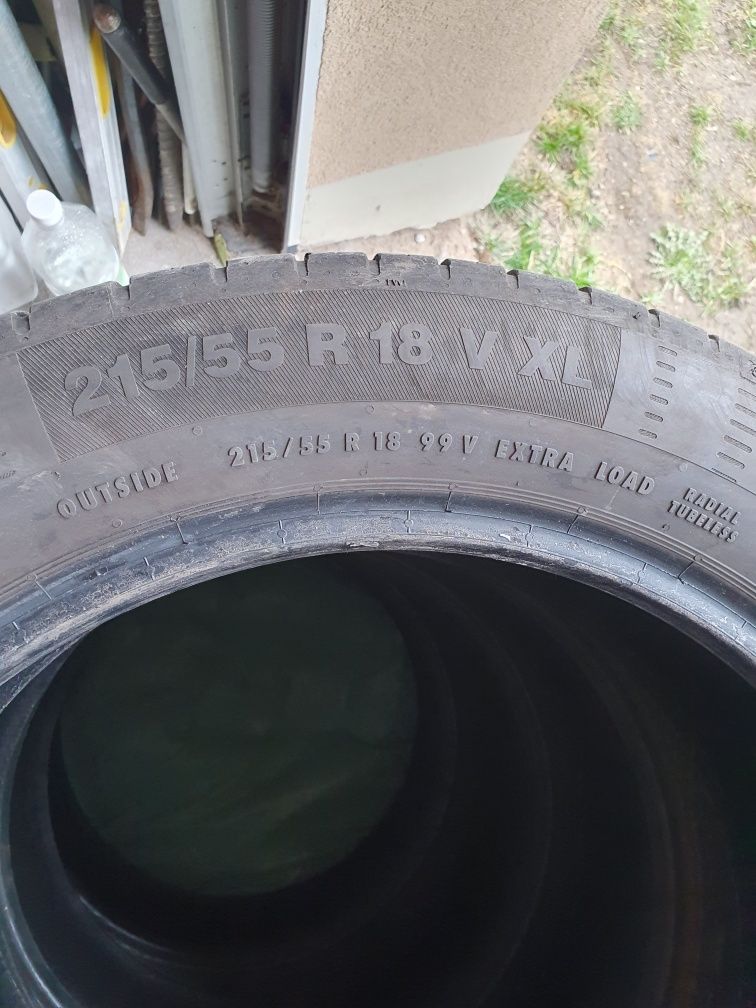 215/55 R 18 V XL
OUTSIDE 215/55 R 18 99 V EXTRA LOAD RADIAL
TUBELESS